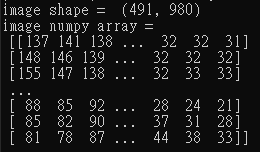 image shape =  (491, 980)
image numpy array =
[[137 141 138 ...  32  32  31]
[148 146 139 ...  32  32  32]
[155 147 138 ...  32  33  33]
...
[ 88  85  92 ...  28  24  21]
[ 85  82  90 ...  37  31  28]
[ 81  78  87 ...  44  38  33]]